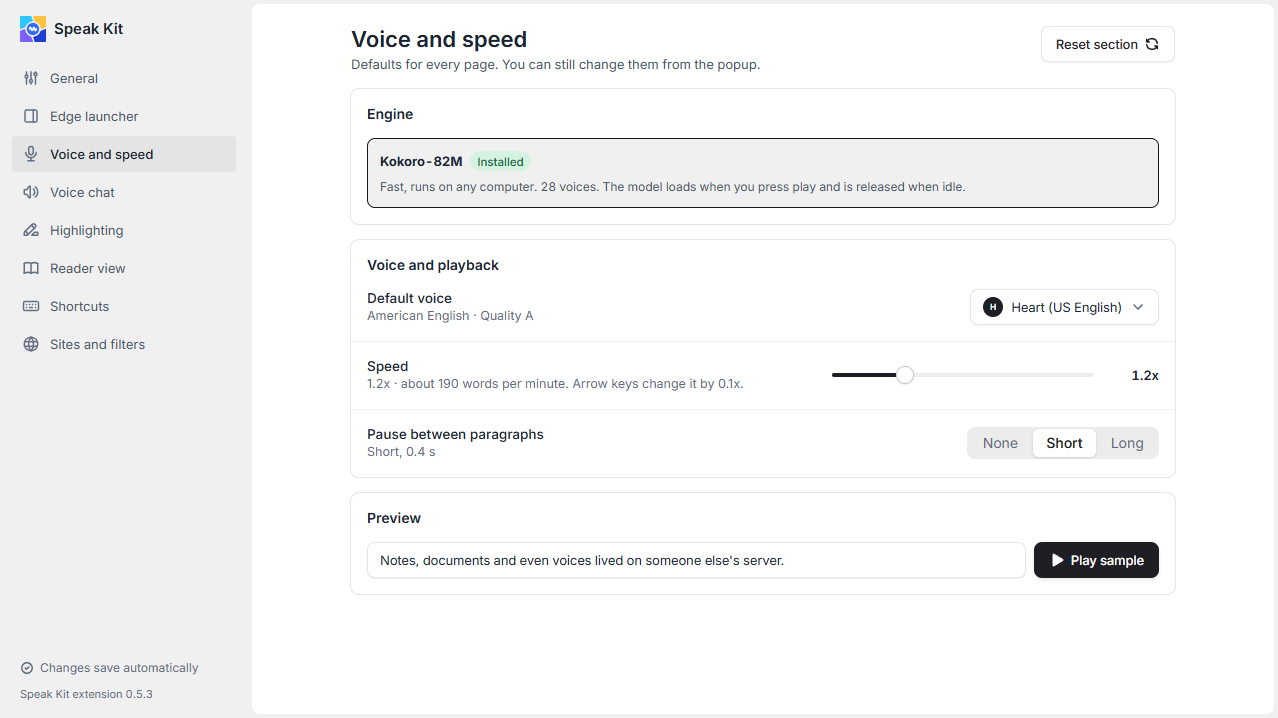 Speak Kit
General
Edge launcher
Voice and speed
Voice chat
Highlighting
Reader view
Shortcuts
Sites and filters
Changes save automatically
Speak Kit extension 0.5.3
Voice and speed
Defaults for every page. You can still change them from the popup.
Reset section
Engine
Kokoro-82M Installed
Fast, runs on any computer. 28 voices. The model loads when you press play and is released when idle.
Voice and playback
Default voice
American English · Quality A
H Heart (US English)
Speed
1.2x · about 190 words per minute. Arrow keys change it by 0.1x.
1.2x
Pause between paragraphs
Short, 0.4 s
None Short Long
Preview
Notes, documents and even voices lived on someone else's server.
Play sample